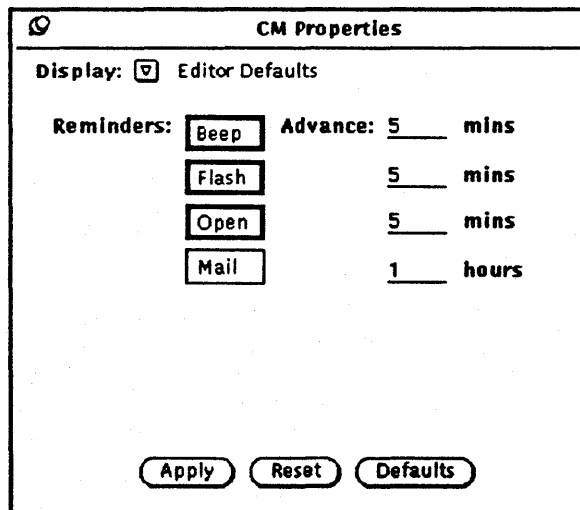 CM Properties
Display: Editor Defaults
Reminders: Beep Advance: 5 mins
Flash 5 mins
Open 5 mins
Mail 1 hours
Apply Reset Defaults